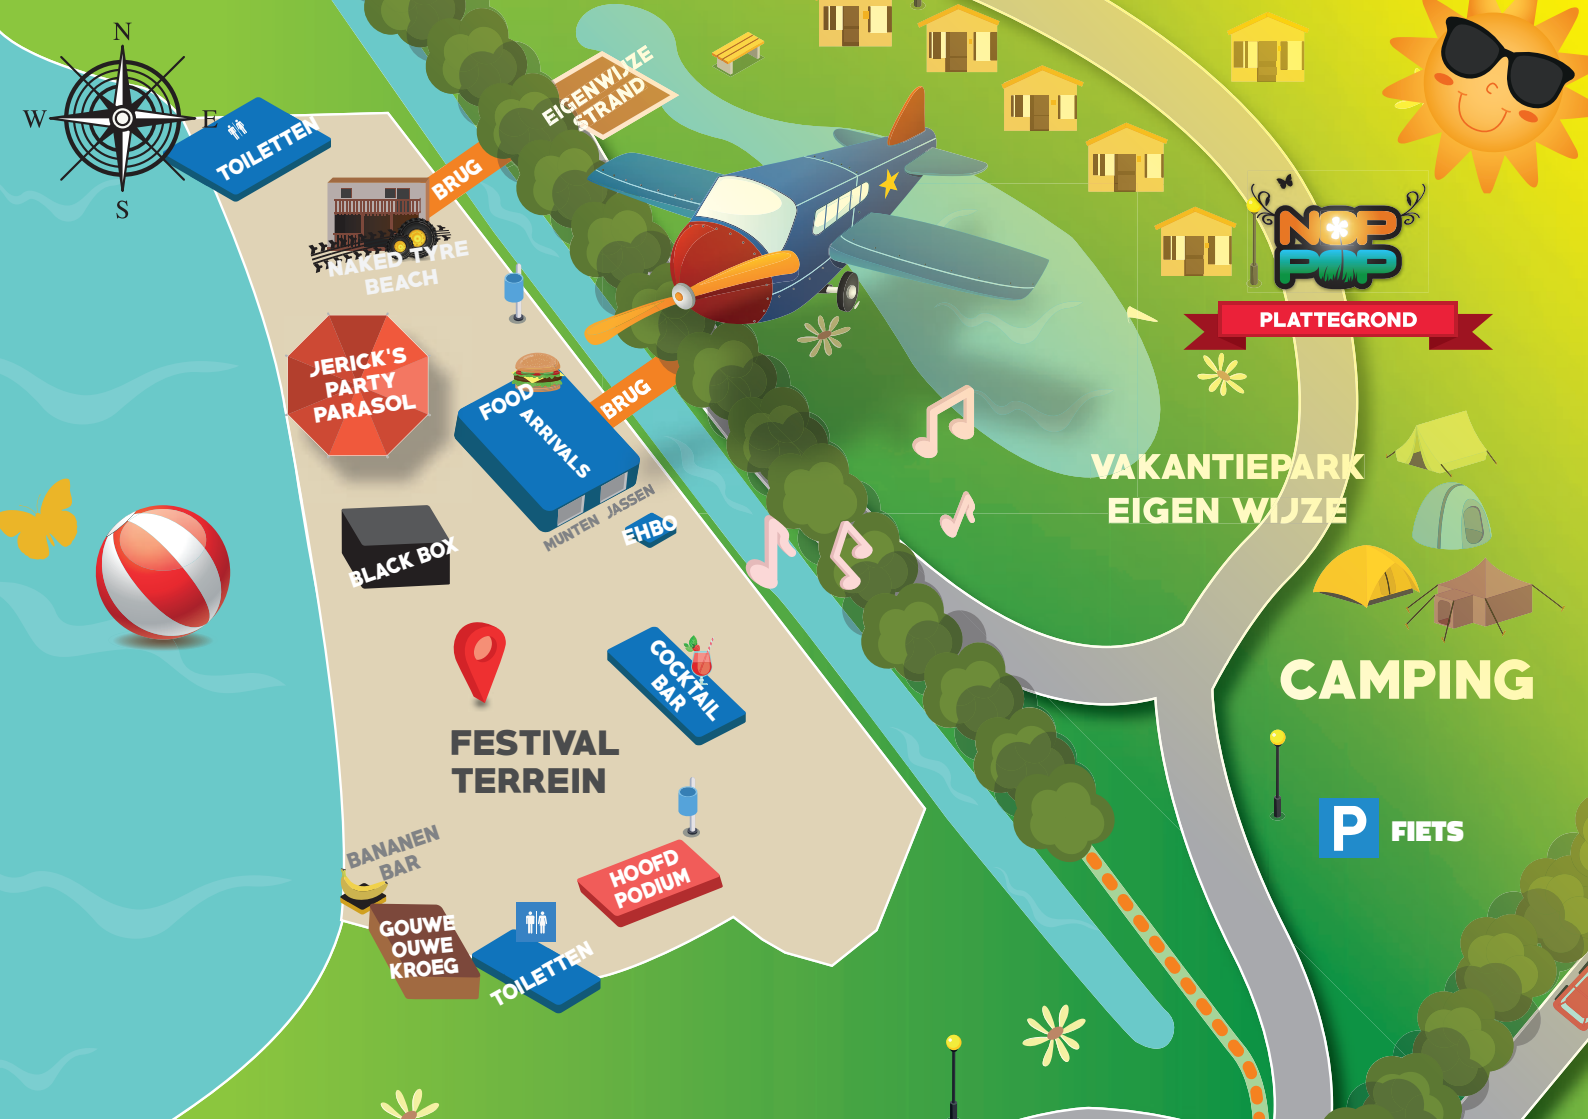 N
W
E
S
TOILETTEN
BRUG
EIGENWIJZE
STRAND
NAKED TYRE
BEACH
NOP
POP
PLATTEGROND
JERICK'S
PARTY
PARASOL
FOOD
ARRIVALS
BRUG
MUNTEN JASSEN
EHBO
BLACK BOX
VAKANTIEPARK
EIGEN WIJZE
COCKTAIL
BAR
CAMPING
FESTIVAL
TERREIN
P FIETS
BANANEN
BAR
HOOFD
PODIUM
GOUWE
OUWE
KROEG
TOILETTEN